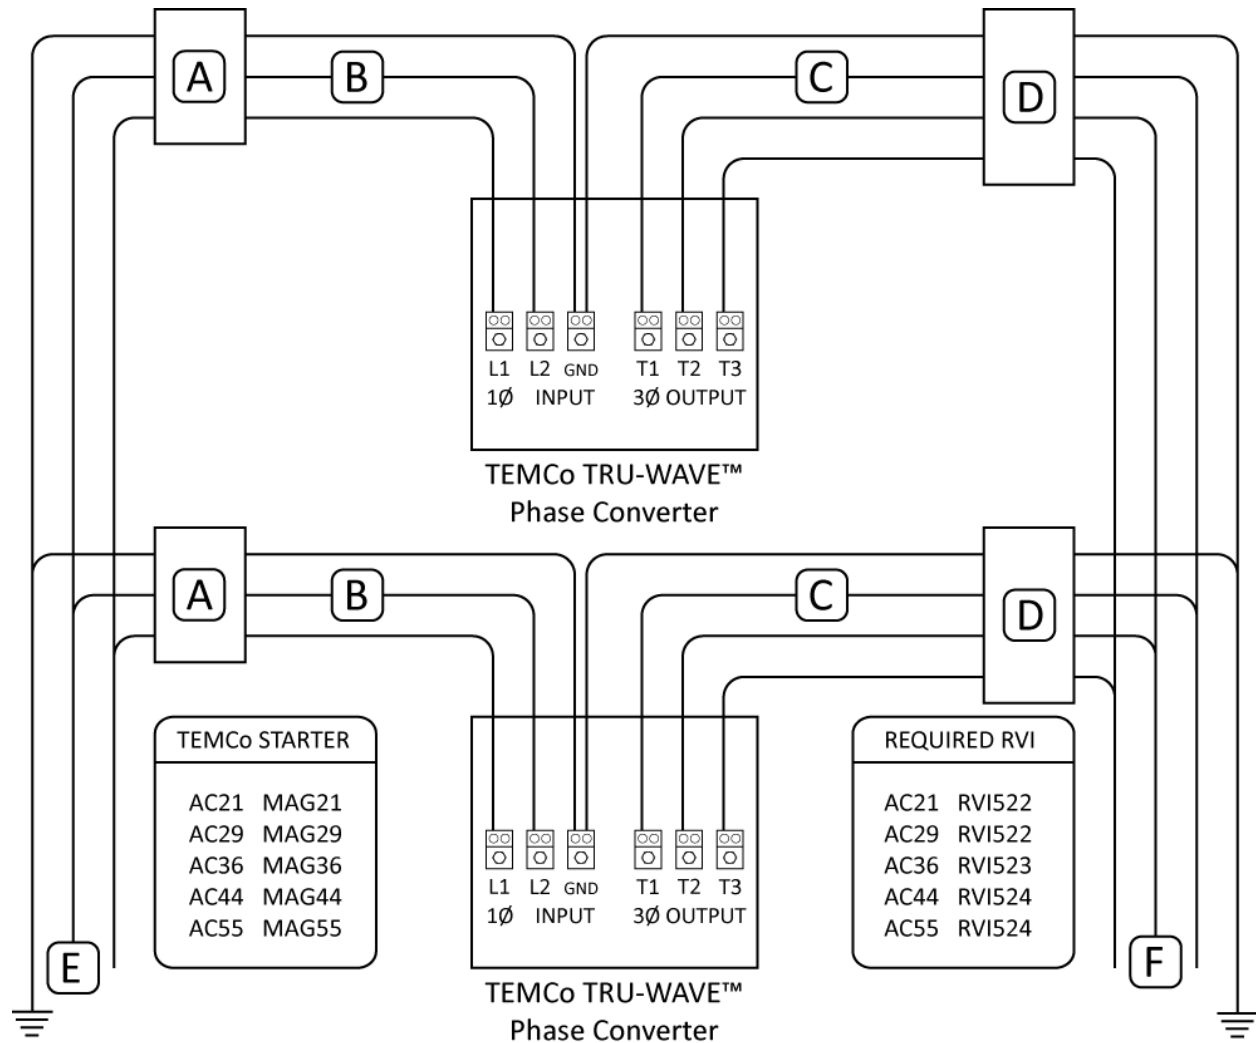 A
B
C
D
L1 L2 GND T1 T2 T3
1Ø INPUT 3Ø OUTPUT
TEMCo TRU-WAVE™
Phase Converter
A
B
C
D
TEMCo STARTER
AC21 MAG21
AC29 MAG29
AC36 MAG36
AC44 MAG44
AC55 MAG55
REQUIRED RVI
AC21 RVI522
AC29 RVI522
AC36 RVI523
AC44 RVI524
AC55 RVI524
L1 L2 GND T1 T2 T3
1Ø INPUT 3Ø OUTPUT
E
F
TEMCo TRU-WAVE™
Phase Converter